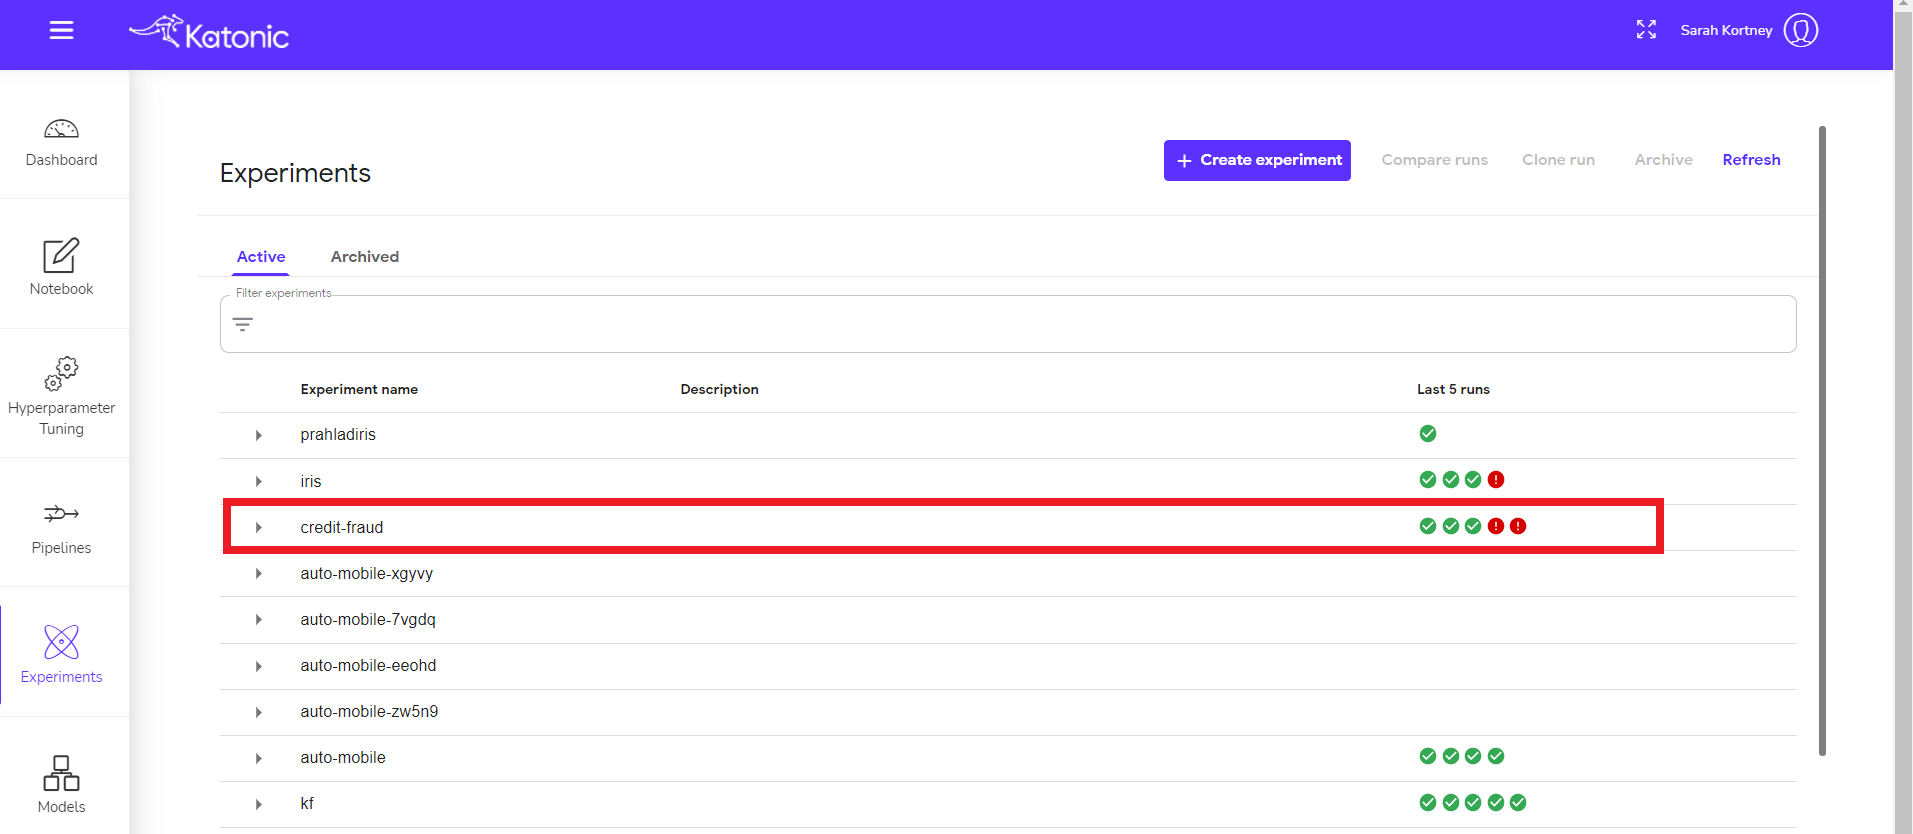 Katonic
Sarah Kortney
Dashboard
Notebook
Hyperparameter
Tuning
Pipelines
Experiments
Models
Experiments
+ Create experiment
Compare runs
Clone run
Archive
Refresh
Active
Archived
Filter experiments
Experiment name Description Last 5 runs
prahladiris
iris
credit-fraud
auto-mobile-xgyvy
auto-mobile-7vgdq
auto-mobile-eeohd
auto-mobile-zw5n9
auto-mobile
kf